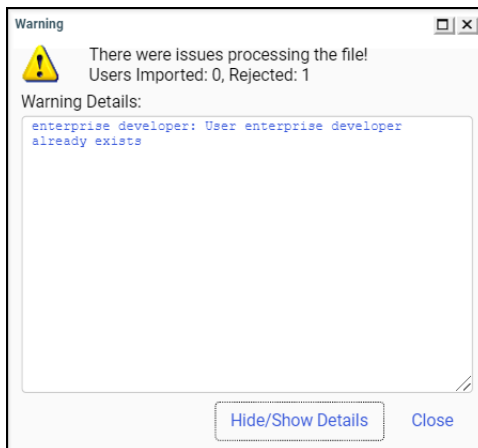 Warning
There were issues processing the file!
Users Imported: 0, Rejected: 1
Warning Details:
enterprise developer: User enterprise developer
already exists
Hide/Show Details
Close